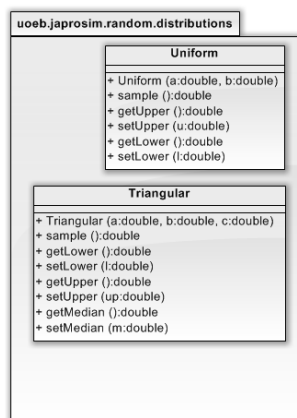 uoeb.japrosim.random.distributions
Uniform
+ Uniform (a:double, b:double)
+ sample ():double
+ getUpper ():double
+ setUpper (u:double)
+ getLower ():double
+ setLower (l:double)
Triangular
+ Triangular (a:double, b:double, c:double)
+ sample ():double
+ getLower ():double
+ setLower (l:double)
+ getUpper ():double
+ setUpper (up:double)
+ getMedian ():double
+ setMedian (m:double)